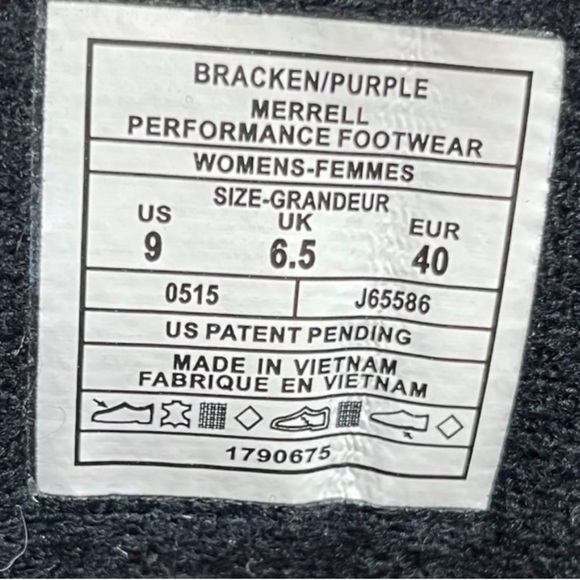 BRACKEN/PURPLE
MERRELL
PERFORMANCE FOOTWEAR
WOMENS-FEMMES
SIZE-GRANDEUR
US UK EUR
9 6.5 40
0515 J65586
US PATENT PENDING
MADE IN VIETNAM
FABRIQUE EN VIETNAM
1790675